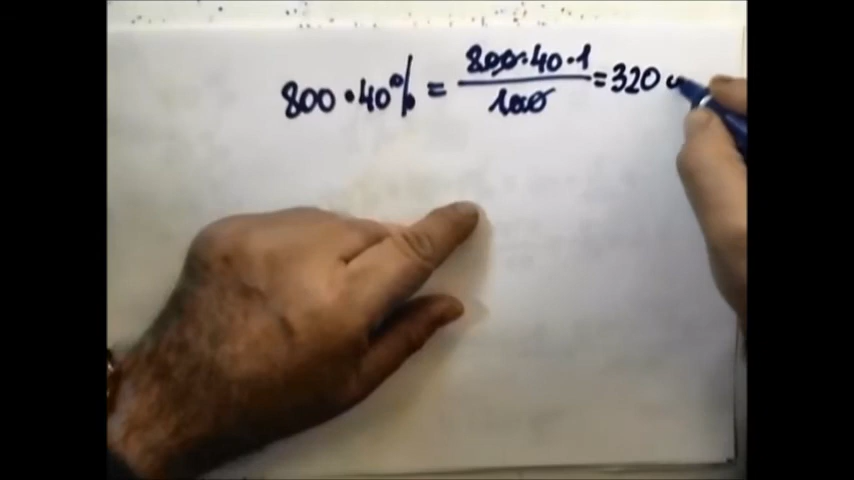 800 · 40% = 800·40·1 / 100 = 320